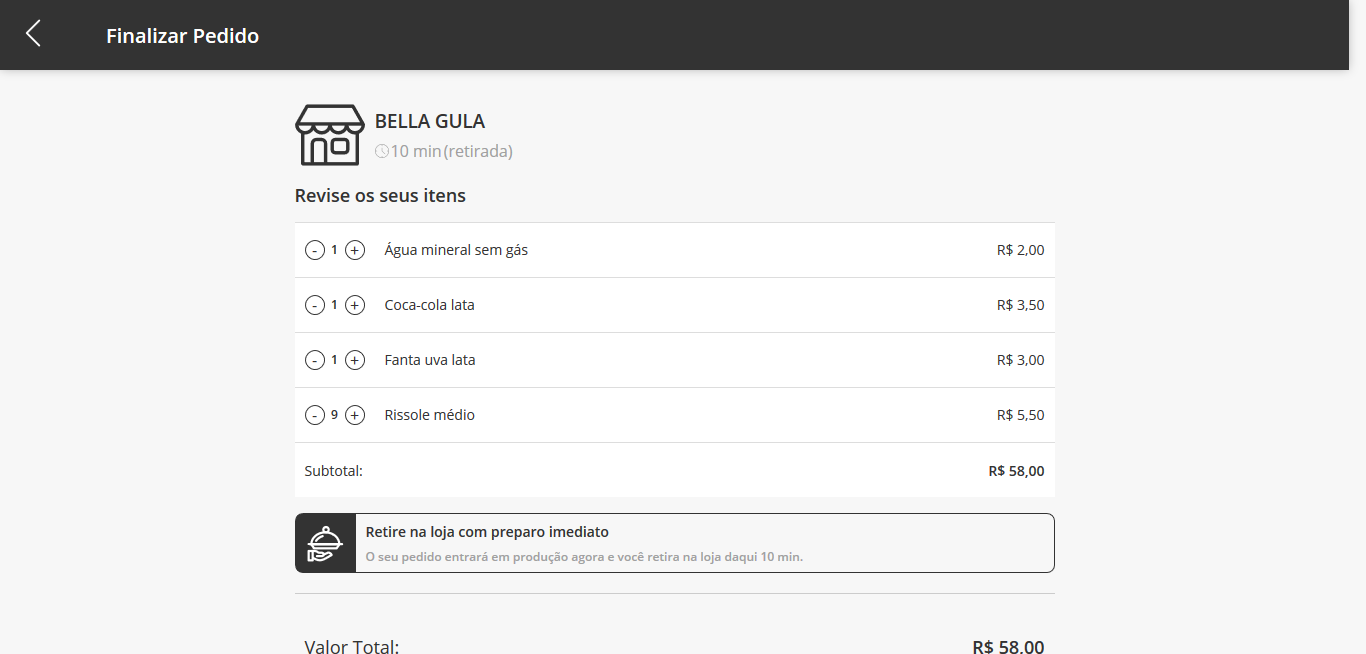 Finalizar Pedido
BELLA GULA
10 min (retirada)
Revise os seus itens
- 1 + Água mineral sem gás R$ 2,00
- 1 + Coca-cola lata R$ 3,50
- 1 + Fanta uva lata R$ 3,00
- 9 + Rissole médio R$ 5,50
Subtotal: R$ 58,00
Retire na loja com preparo imediato
O seu pedido entrará em produção agora e você retira na loja daqui 10 min.
Valor Total: R$ 58,00